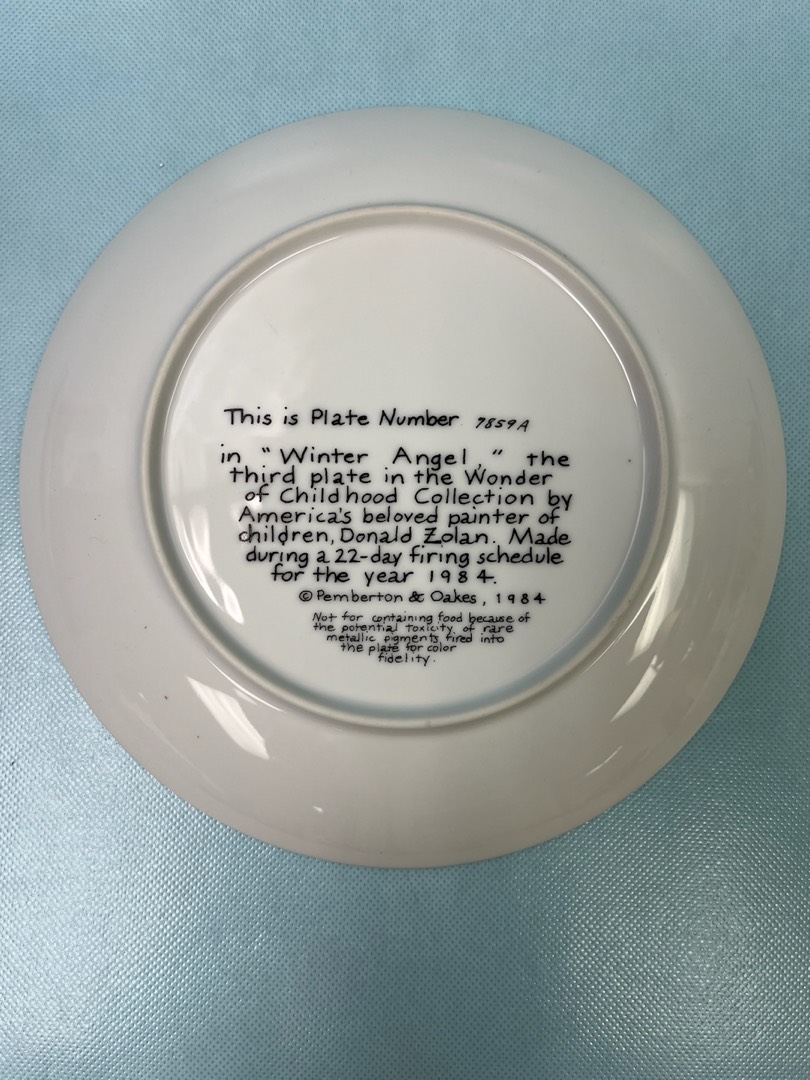 This is Plate Number 7859A
in "Winter Angel," the
third plate in the Wonder
of Childhood Collection by
America's beloved painter of
children, Donald Zolan. Made
during a 22-day firing schedule
for the year 1984.
© Pemberton & Oakes, 1984
Not for containing food because of
the potential toxicity of rare
metallic pigments fired into
the plate for color
fidelity.